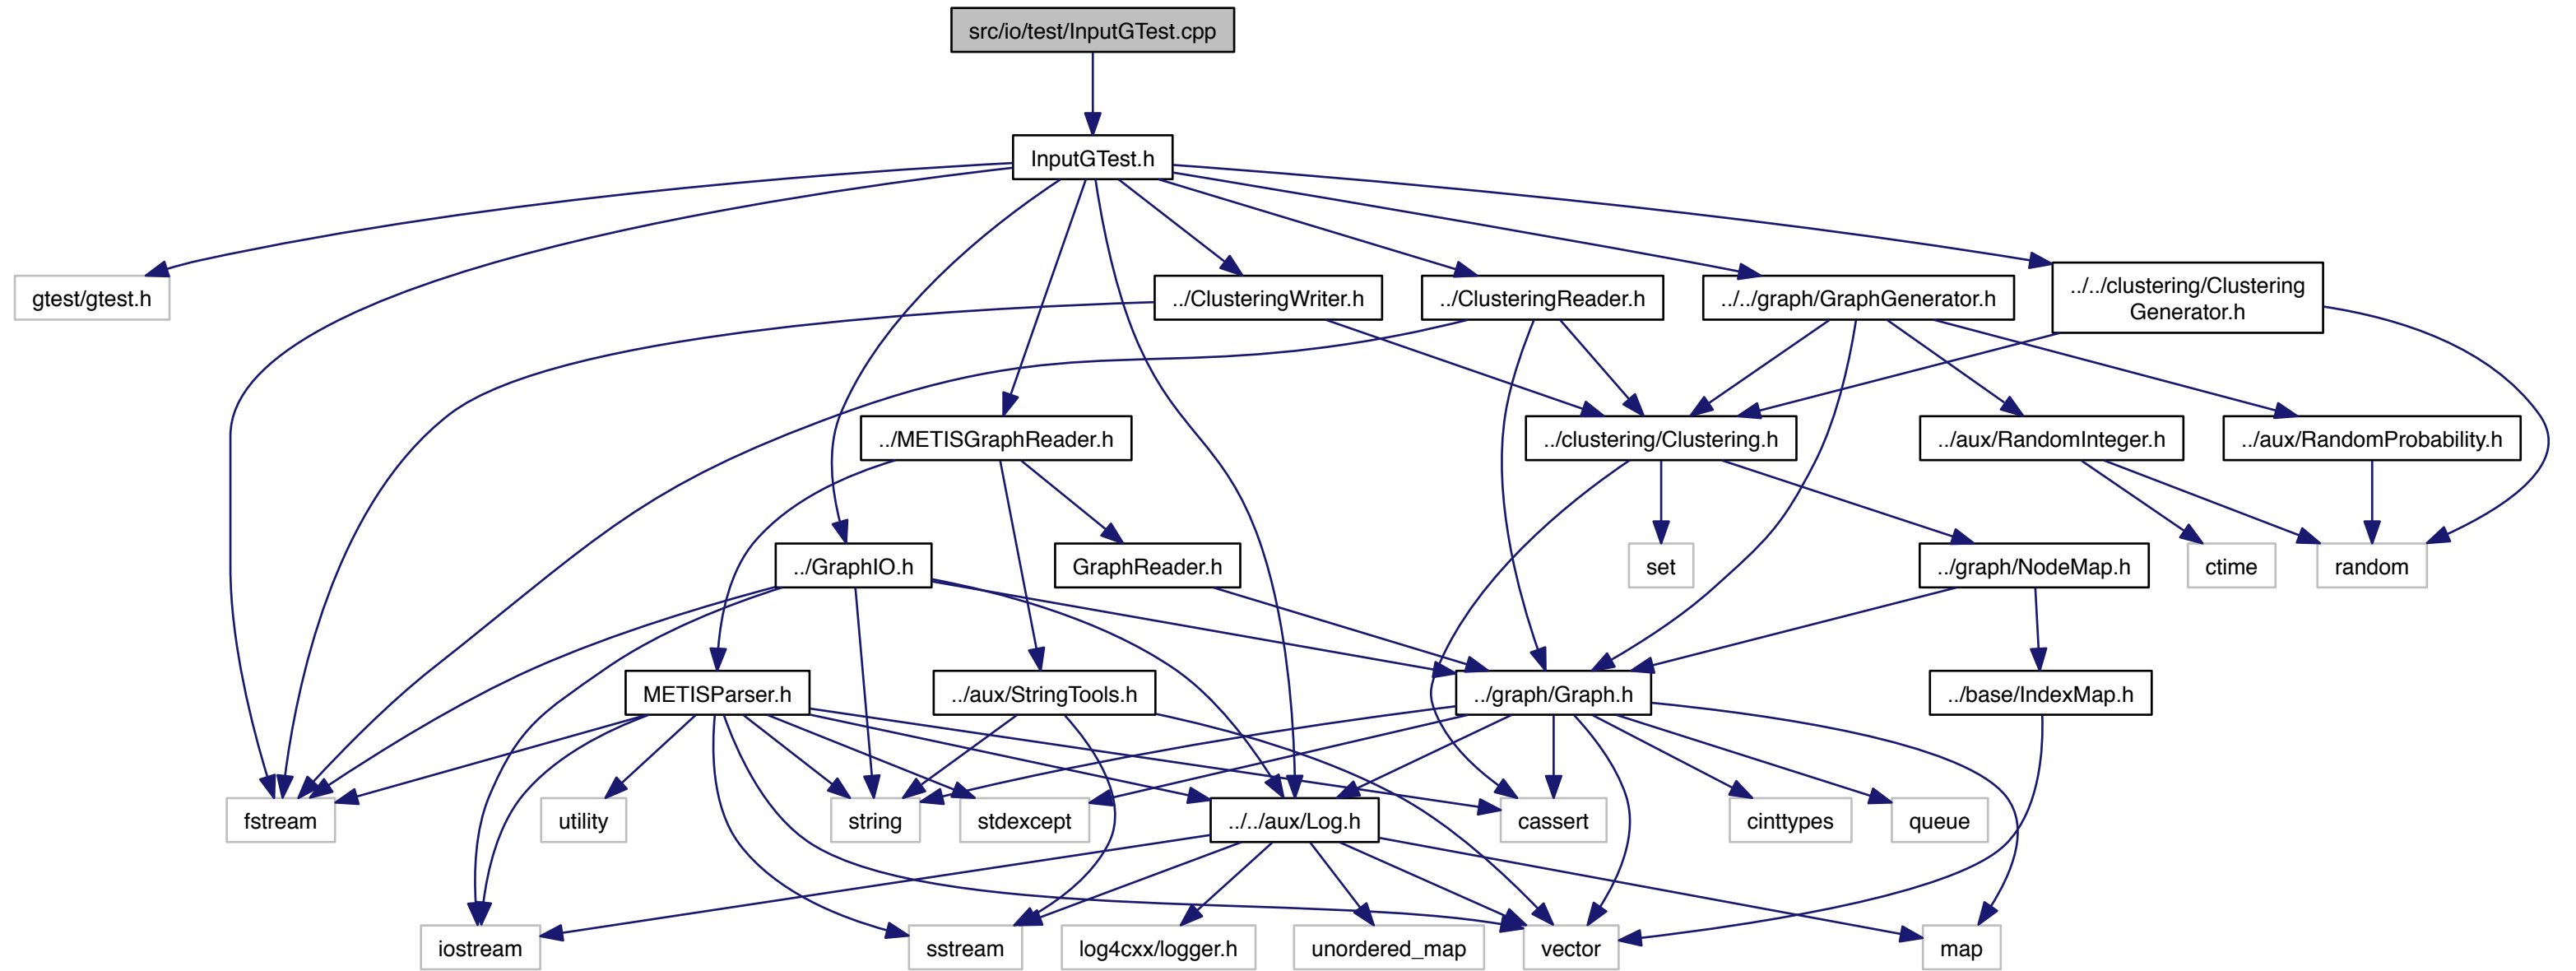 src/io/test/InputGTest.cpp
InputGTest.h
gtest/gtest.h
../ClusteringWriter.h
../ClusteringReader.h
../../graph/GraphGenerator.h
../../clustering/Clustering
Generator.h
../METISGraphReader.h
../clustering/Clustering.h
../aux/RandomInteger.h
../aux/RandomProbability.h
../GraphIO.h
GraphReader.h
set
../graph/NodeMap.h
ctime
random
METISParser.h
../aux/StringTools.h
../graph/Graph.h
../base/IndexMap.h
fstream
utility
string
stdexcept
../../aux/Log.h
cassert
cinttypes
queue
iostream
sstream
log4cxx/logger.h
unordered_map
vector
map